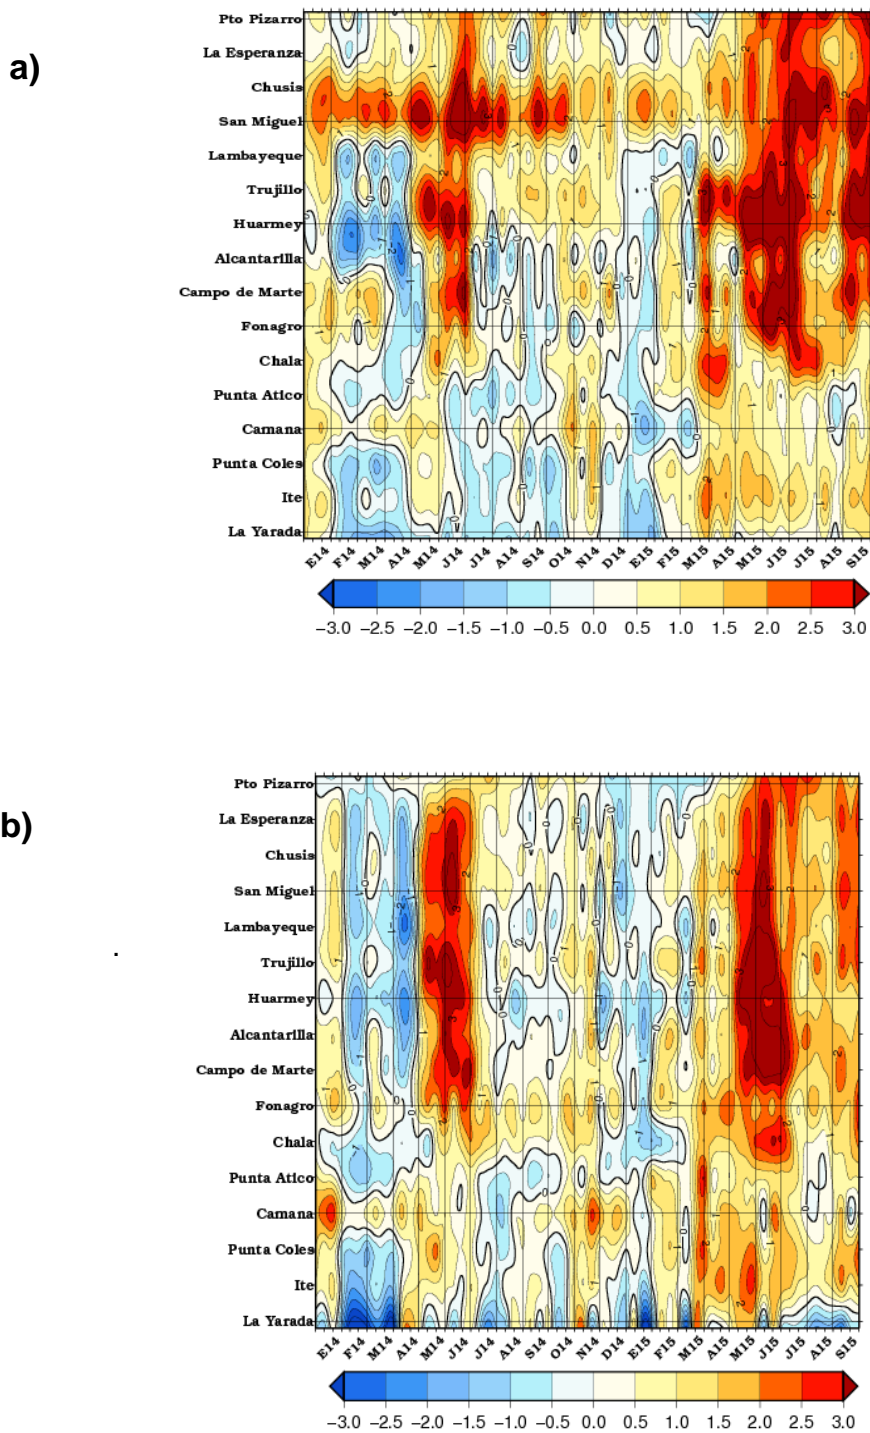 a)
Pto Pizarro
La Esperanza
Chusis
San Miguel
Lambayeque
Trujillo
Huarmey
Alcantarilla
Campo de Marte
Fonagro
Chala
Punta Atico
Camana
Punta Coles
Ite
La Yarada
E14 F14 M14 A14 M14 J14 J14 A14 S14 O14 N14 D14 E15 F15 M15 A15 M15 J15 J15 A15 S15
−3.0 −2.5 −2.0 −1.5 −1.0 −0.5 0.0 0.5 1.0 1.5 2.0 2.5 3.0
b)
Pto Pizarro
La Esperanza
Chusis
San Miguel
Lambayeque
Trujillo
Huarmey
Alcantarilla
Campo de Marte
Fonagro
Chala
Punta Atico
Camana
Punta Coles
Ite
La Yarada
E14 F14 M14 A14 M14 J14 J14 A14 S14 O14 N14 D14 E15 F15 M15 A15 M15 J15 J15 A15 S15
−3.0 −2.5 −2.0 −1.5 −1.0 −0.5 0.0 0.5 1.0 1.5 2.0 2.5 3.0